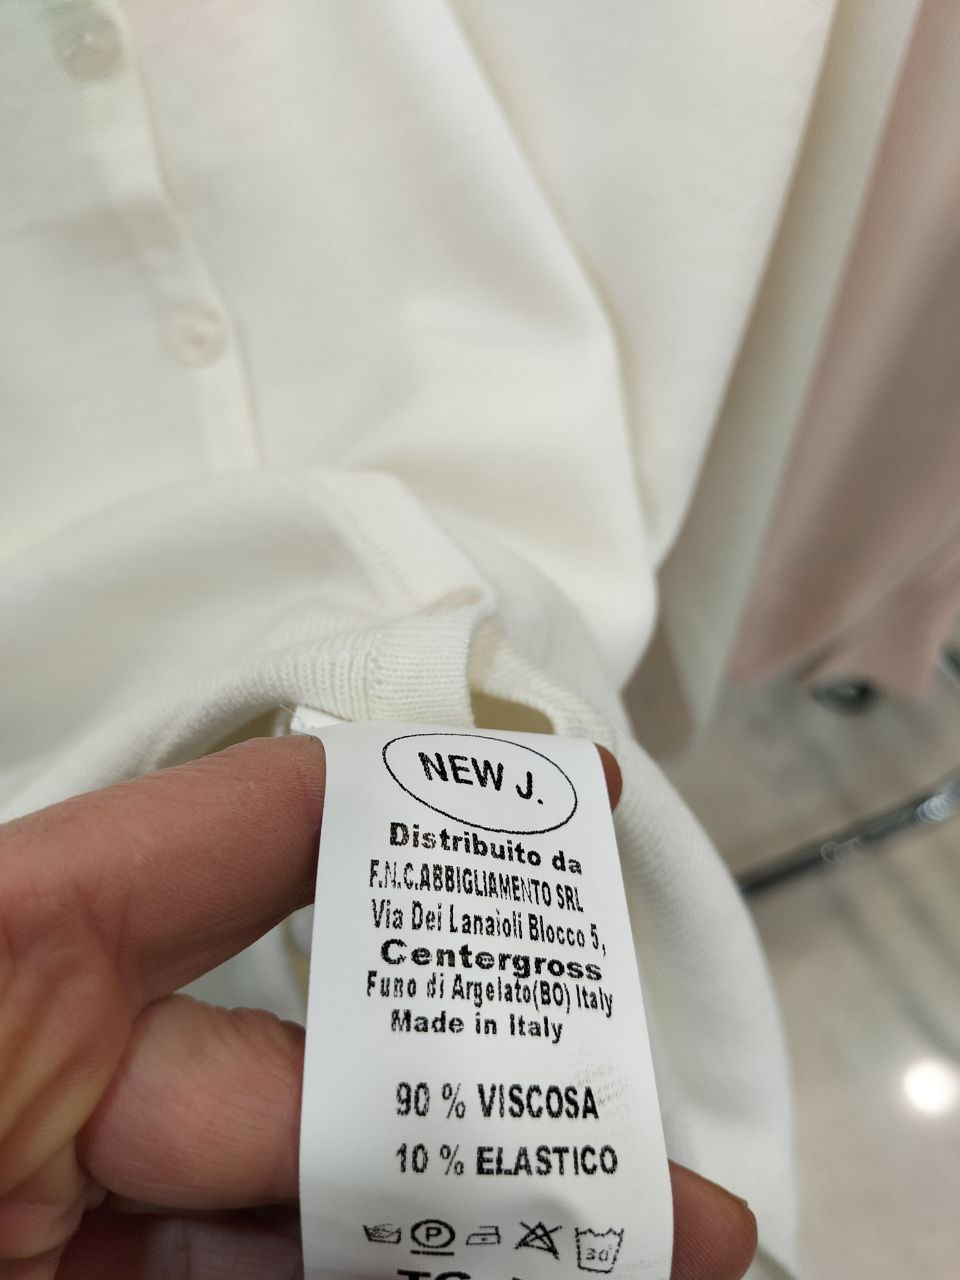 NEW J.
Distribuito da
F.N.C.ABBIGLIAMENTO SRL
Via Dei Lanaioli Blocco 5,
Centergross
Funo di Argelato(BO) Italy
Made in Italy
90 % VISCOSA
10 % ELASTICO
P
30